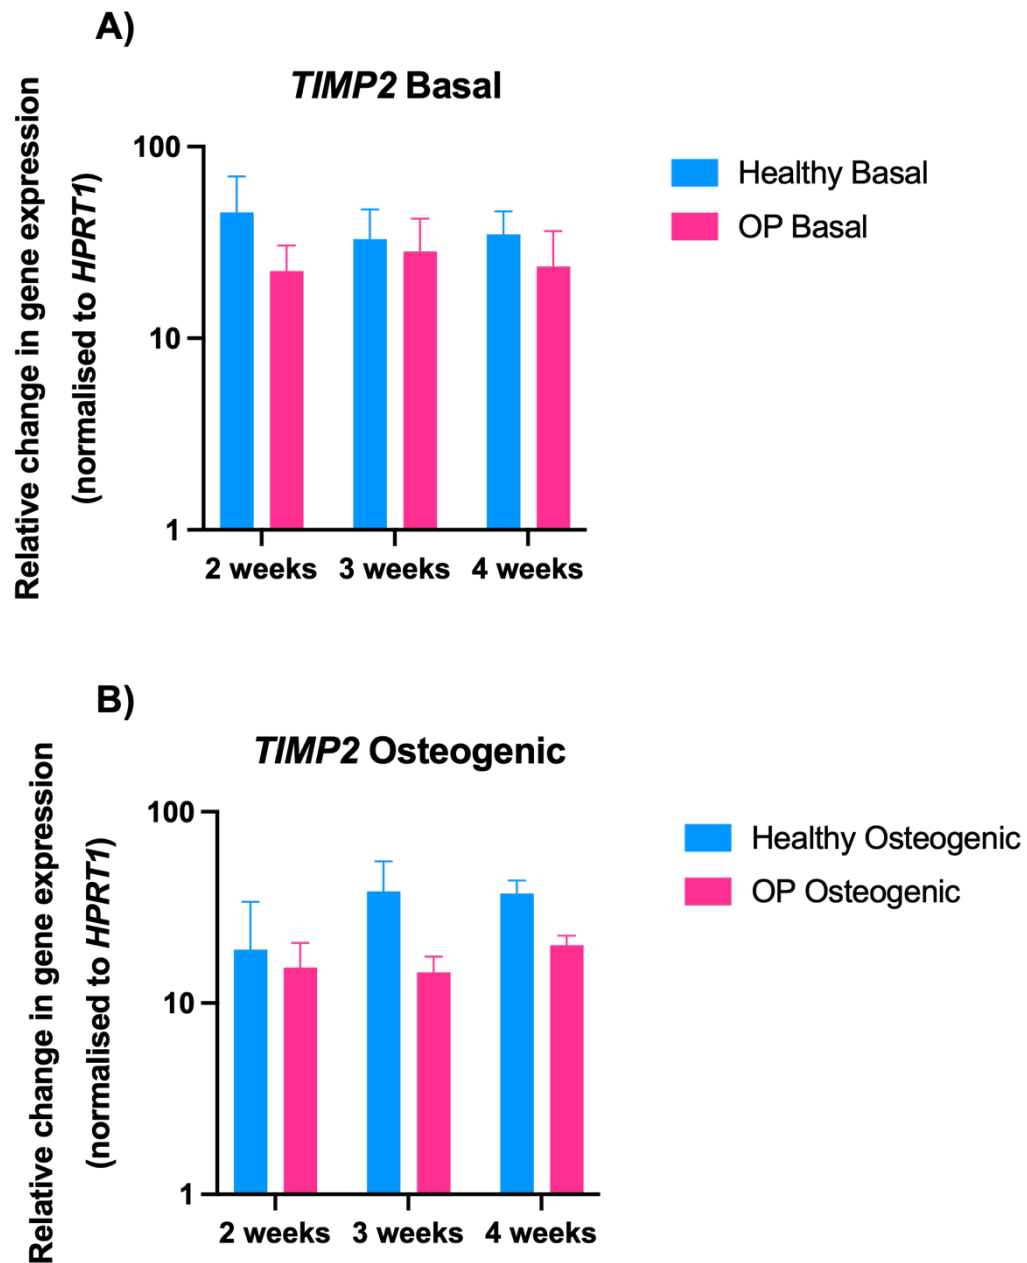 A)
TIMP2 Basal
Relative change in gene expression
(normalised to HPRT1)
100
10
1
2 weeks 3 weeks 4 weeks
Healthy Basal
OP Basal
B)
TIMP2 Osteogenic
Relative change in gene expression
(normalised to HPRT1)
100
10
1
2 weeks 3 weeks 4 weeks
Healthy Osteogenic
OP Osteogenic